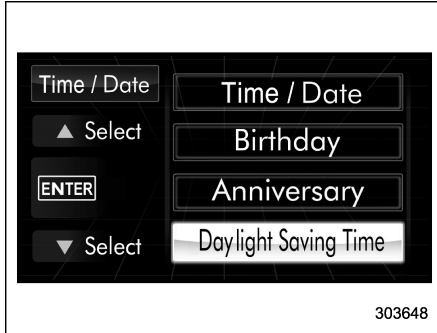 Time / Date
▲ Select
ENTER
▼ Select
Time / Date
Birthday
Anniversary
Daylight Saving Time
303648